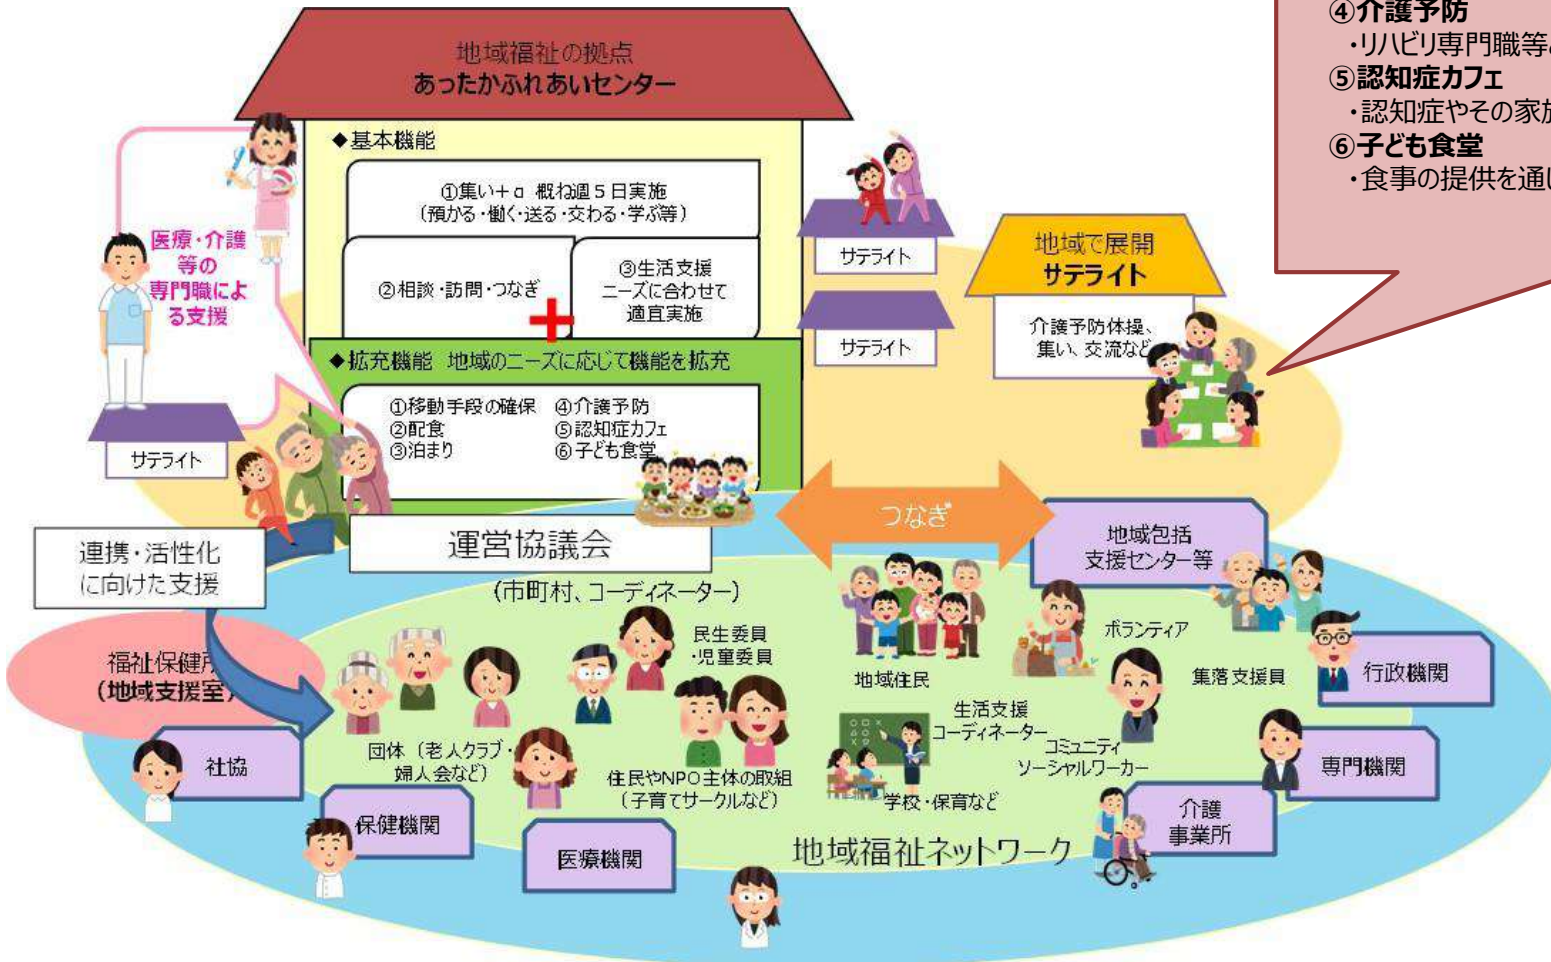 地域福祉の拠点
あったかふれあいセンター
◆基本機能
①集い+α 概ね週5日実施
(預かる・働く・送る・交わる・学ぶ等)
②相談・訪問・つなぎ
③生活支援
ニーズに合わせて
適宜実施
◆拡充機能 地域のニーズに応じて機能を拡充
①移動手段の確保
②配食
③泊まり
④介護予防
⑤認知症カフェ
⑥子ども食堂
医療・介護
等の
専門職によ
る支援
サテライト
サテライト
サテライト
地域で展開
サテライト
介護予防体操、
集い、交流など
④介護予防
・リハビリ専門職等
⑤認知症カフェ
・認知症やその家族
⑥子ども食堂
・食事の提供を通じ
つなぎ
運営協議会
(市町村、コーディネーター)
連携・活性化
に向けた支援
福祉保健所
(地域支援室)
地域包括
支援センター等
民生委員
・児童委員
地域住民
ボランティア
集落支援員
行政機関
団体(老人クラブ・
婦人会など)
住民やNPO主体の取組
(子育てサークルなど)
生活支援
コーディネーター
コミュニティ
ソーシャルワーカー
学校・保育など
専門機関
介護
事業所
社協
保健機関
医療機関
地域福祉ネットワーク